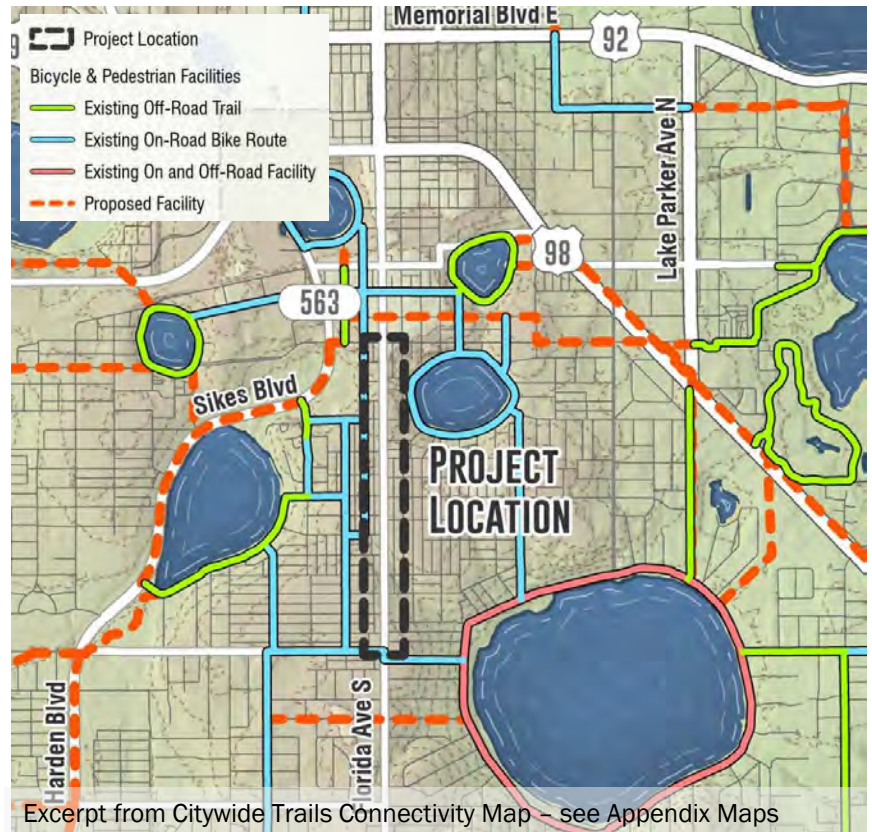 Memorial Blvd E
92
9
Project Location
Bicycle & Pedestrian Facilities
Existing Off-Road Trail
Existing On-Road Bike Route
Existing On and Off-Road Facility
Proposed Facility
Lake Parker Ave N
98
563
Sikes Blvd
PROJECT
LOCATION
Harden Blvd
lorida Ave S
Excerpt from Citywide Trails Connectivity Map – see Appendix Maps